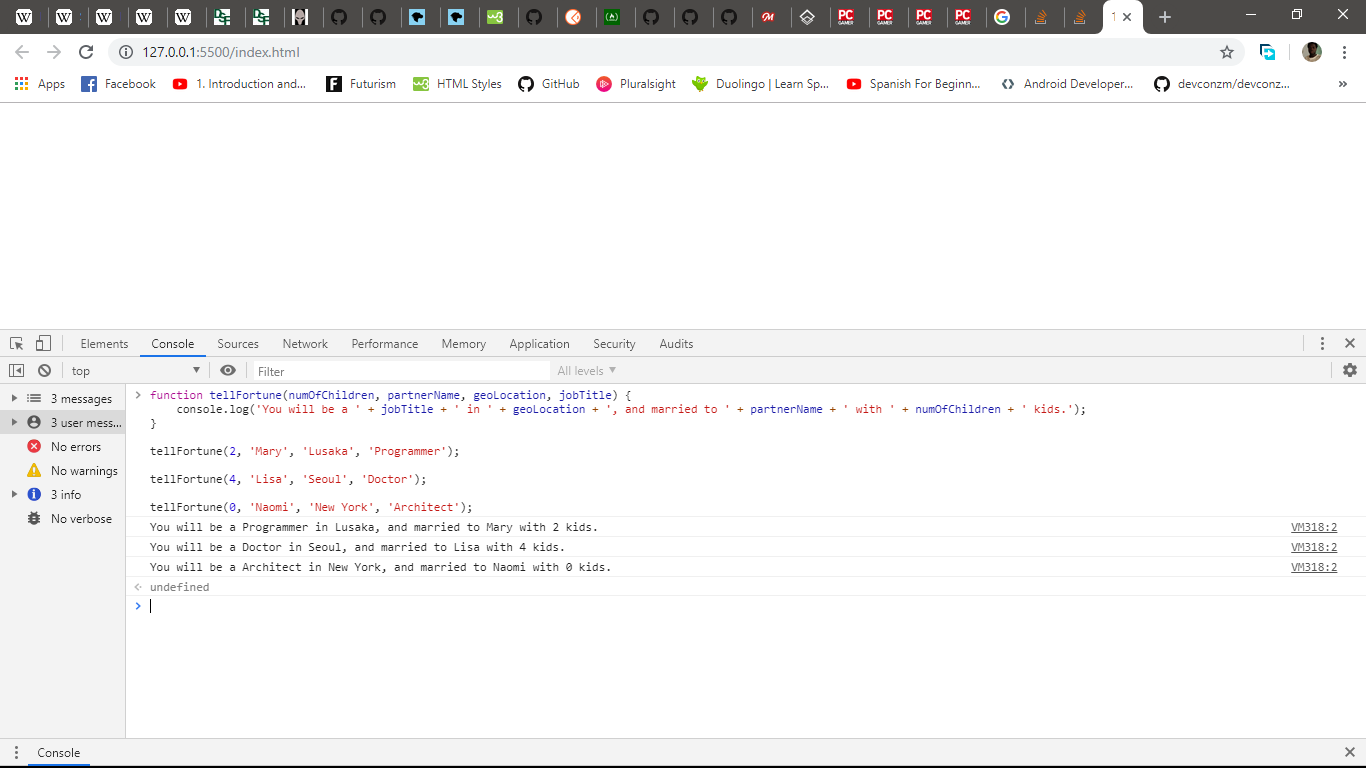 127.0.0.1:5500/index.html
Apps Facebook 1. Introduction and... Futurism HTML Styles GitHub Pluralsight Duolingo | Learn Sp... Spanish For Beginn... Android Developer... devconzm/devconz... »
Elements Console Sources Network Performance Memory Application Security Audits
top Filter All levels
3 messages
3 user mess...
No errors
No warnings
3 info
No verbose
function tellFortune(numOfChildren, partnerName, geoLocation, jobTitle) {
console.log('You will be a ' + jobTitle + ' in ' + geoLocation + ', and married to ' + partnerName + ' with ' + numOfChildren + ' kids.');
}
tellFortune(2, 'Mary', 'Lusaka', 'Programmer');
tellFortune(4, 'Lisa', 'Seoul', 'Doctor');
tellFortune(0, 'Naomi', 'New York', 'Architect');
You will be a Programmer in Lusaka, and married to Mary with 2 kids. VM318:2
You will be a Doctor in Seoul, and married to Lisa with 4 kids. VM318:2
You will be a Architect in New York, and married to Naomi with 0 kids. VM318:2
undefined
Console